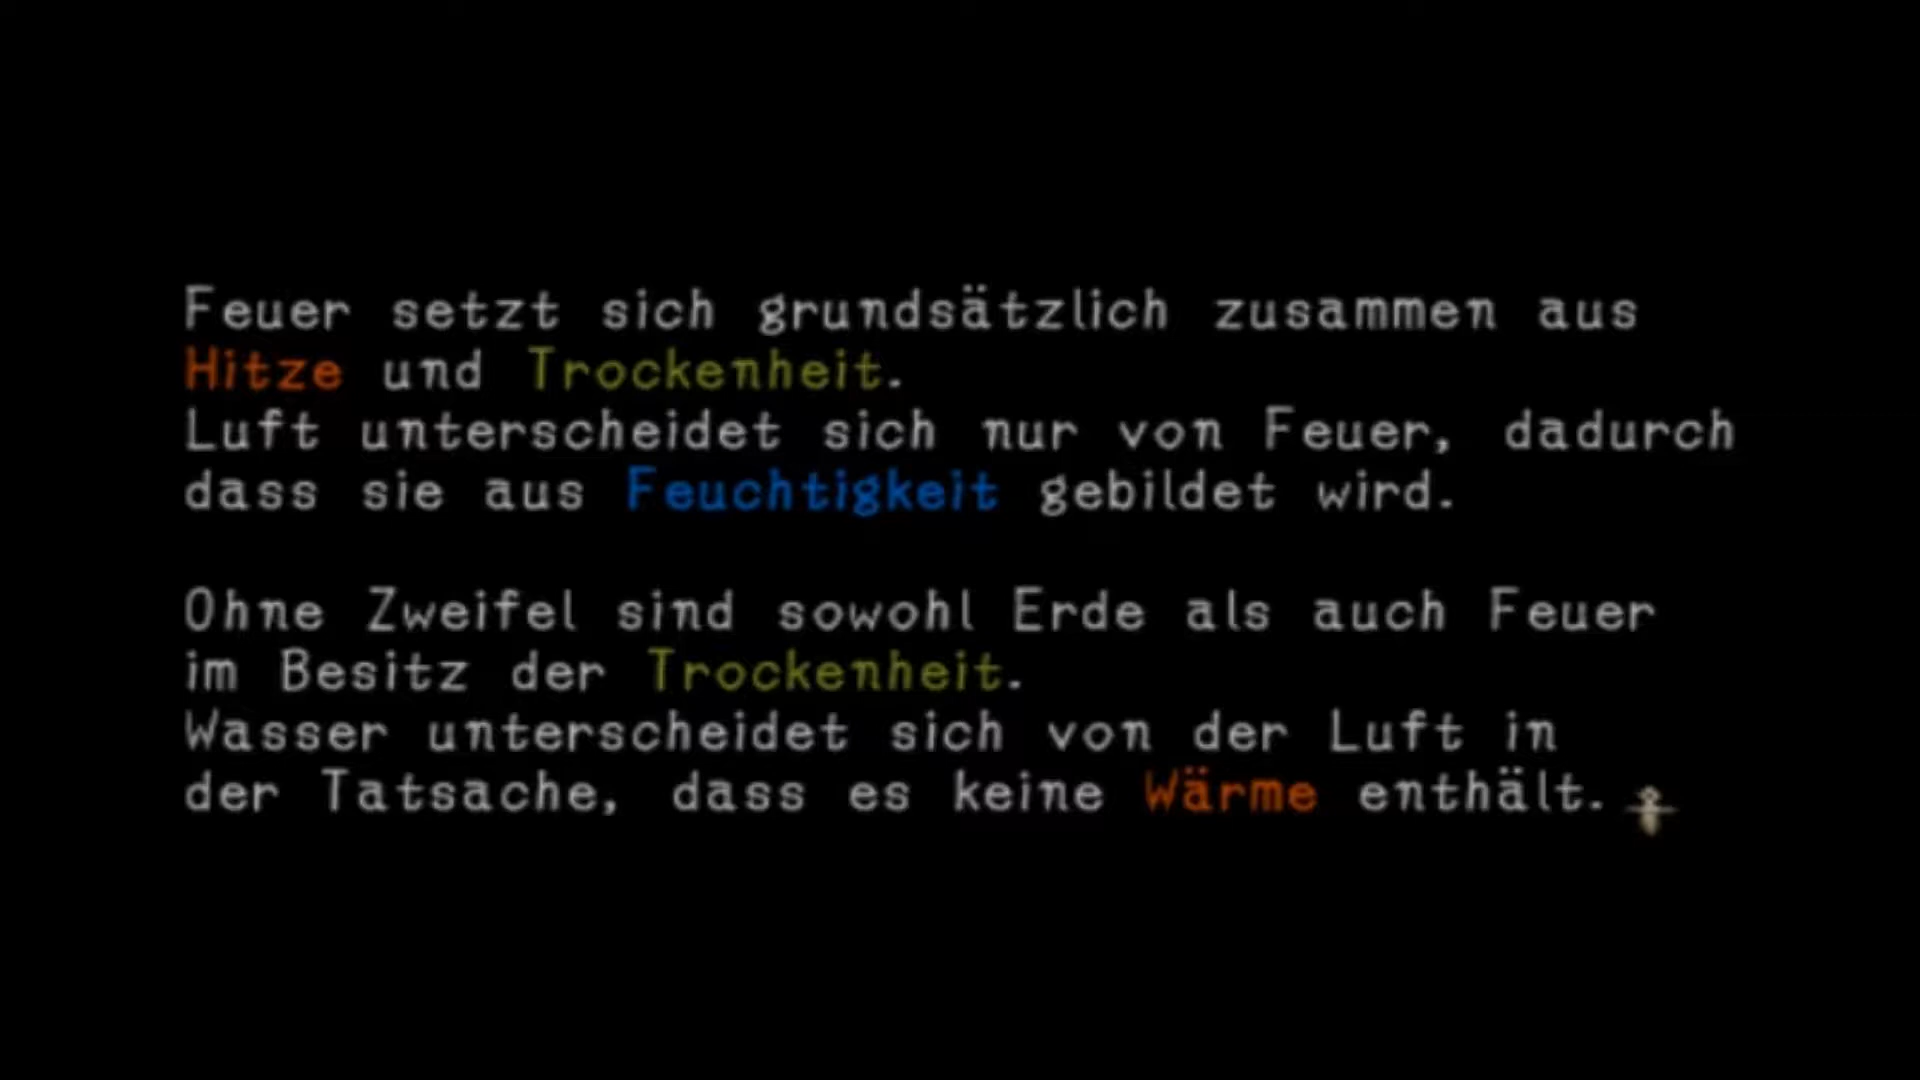 Feuer setzt sich grundsätzlich zusammen aus
Hitze und Trockenheit.
Luft unterscheidet sich nur von Feuer, dadurch
dass sie aus Feuchtigkeit gebildet wird.

Ohne Zweifel sind sowohl Erde als auch Feuer
im Besitz der Trockenheit.
Wasser unterscheidet sich von der Luft in
der Tatsache, dass es keine Wärme enthält.